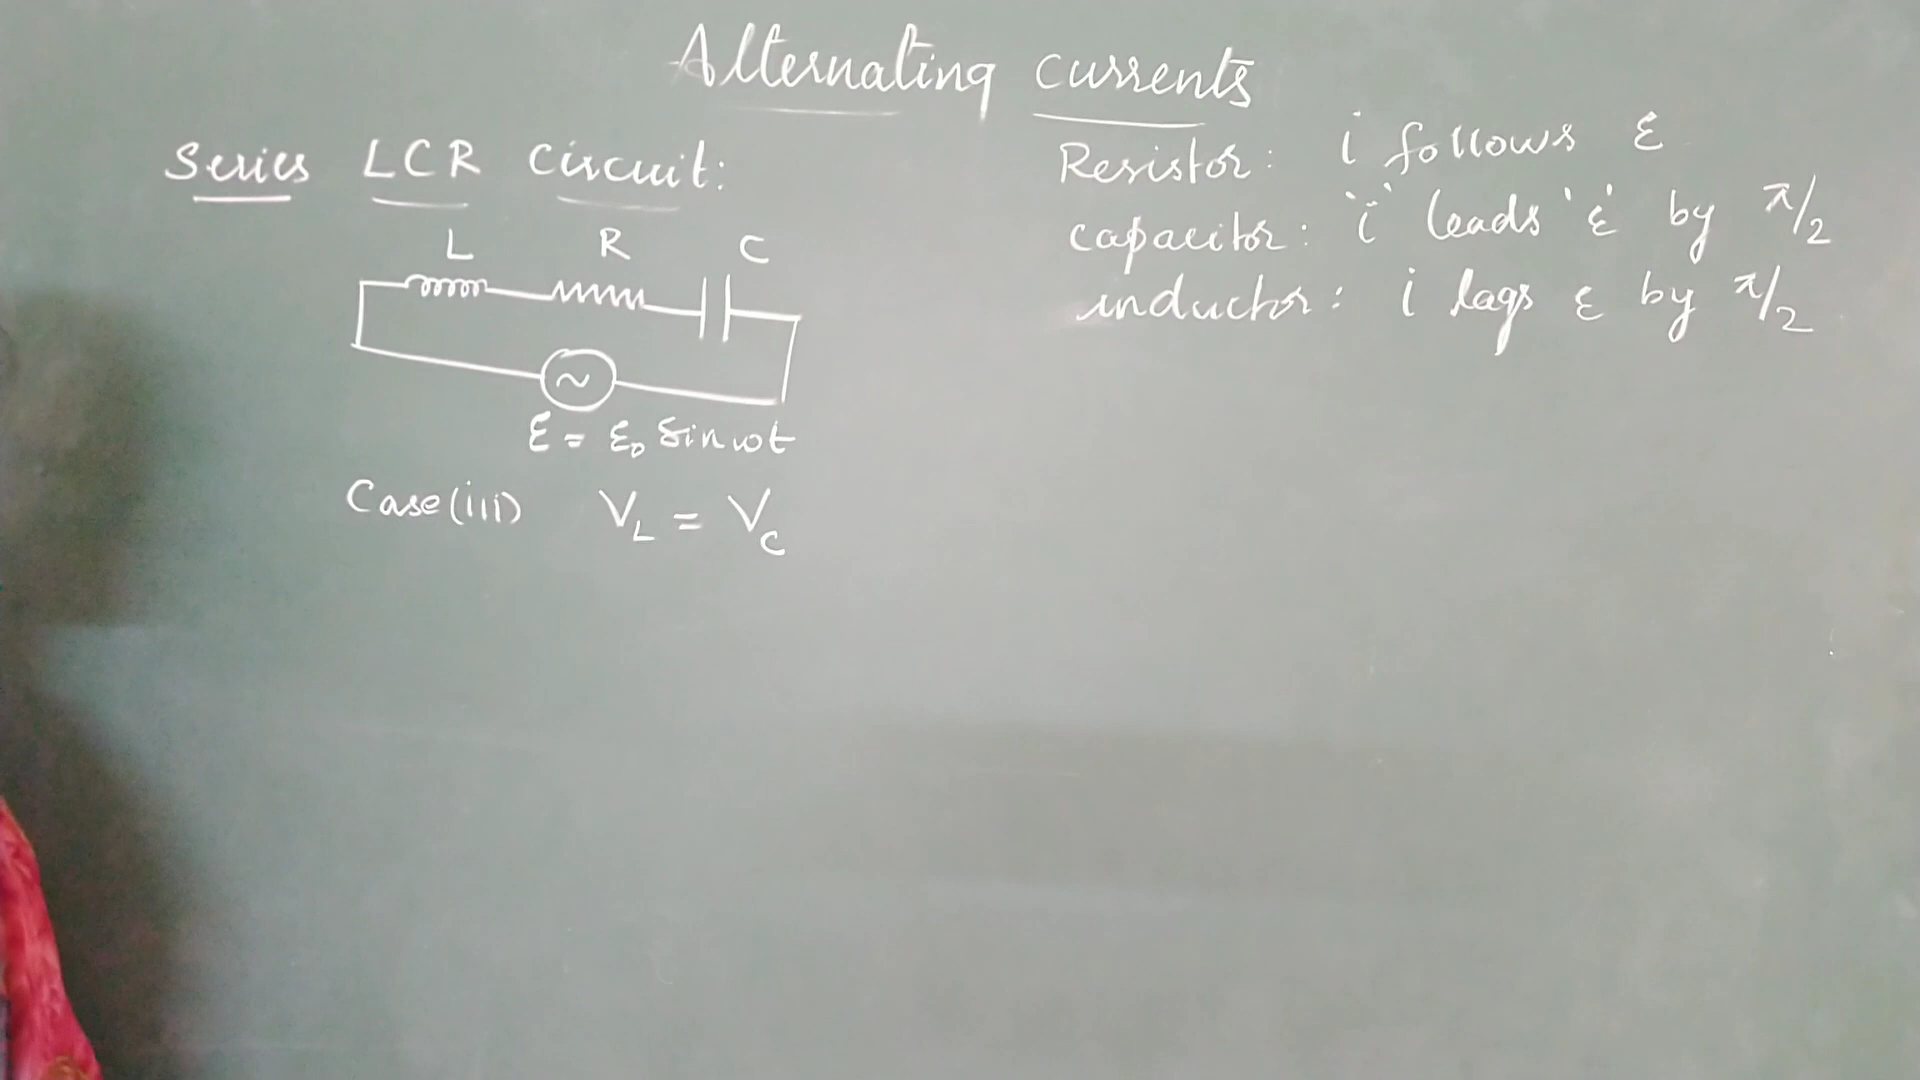 Alternating currents
Series LCR Circuit:
L R C
~
Ɛ = Ɛ₀ Sin ωt
Case(iii) V_L = V_C
Resistor: i follows Ɛ
capacitor: 'i' leads 'Ɛ' by π/2
inductor: i lags Ɛ by π/2